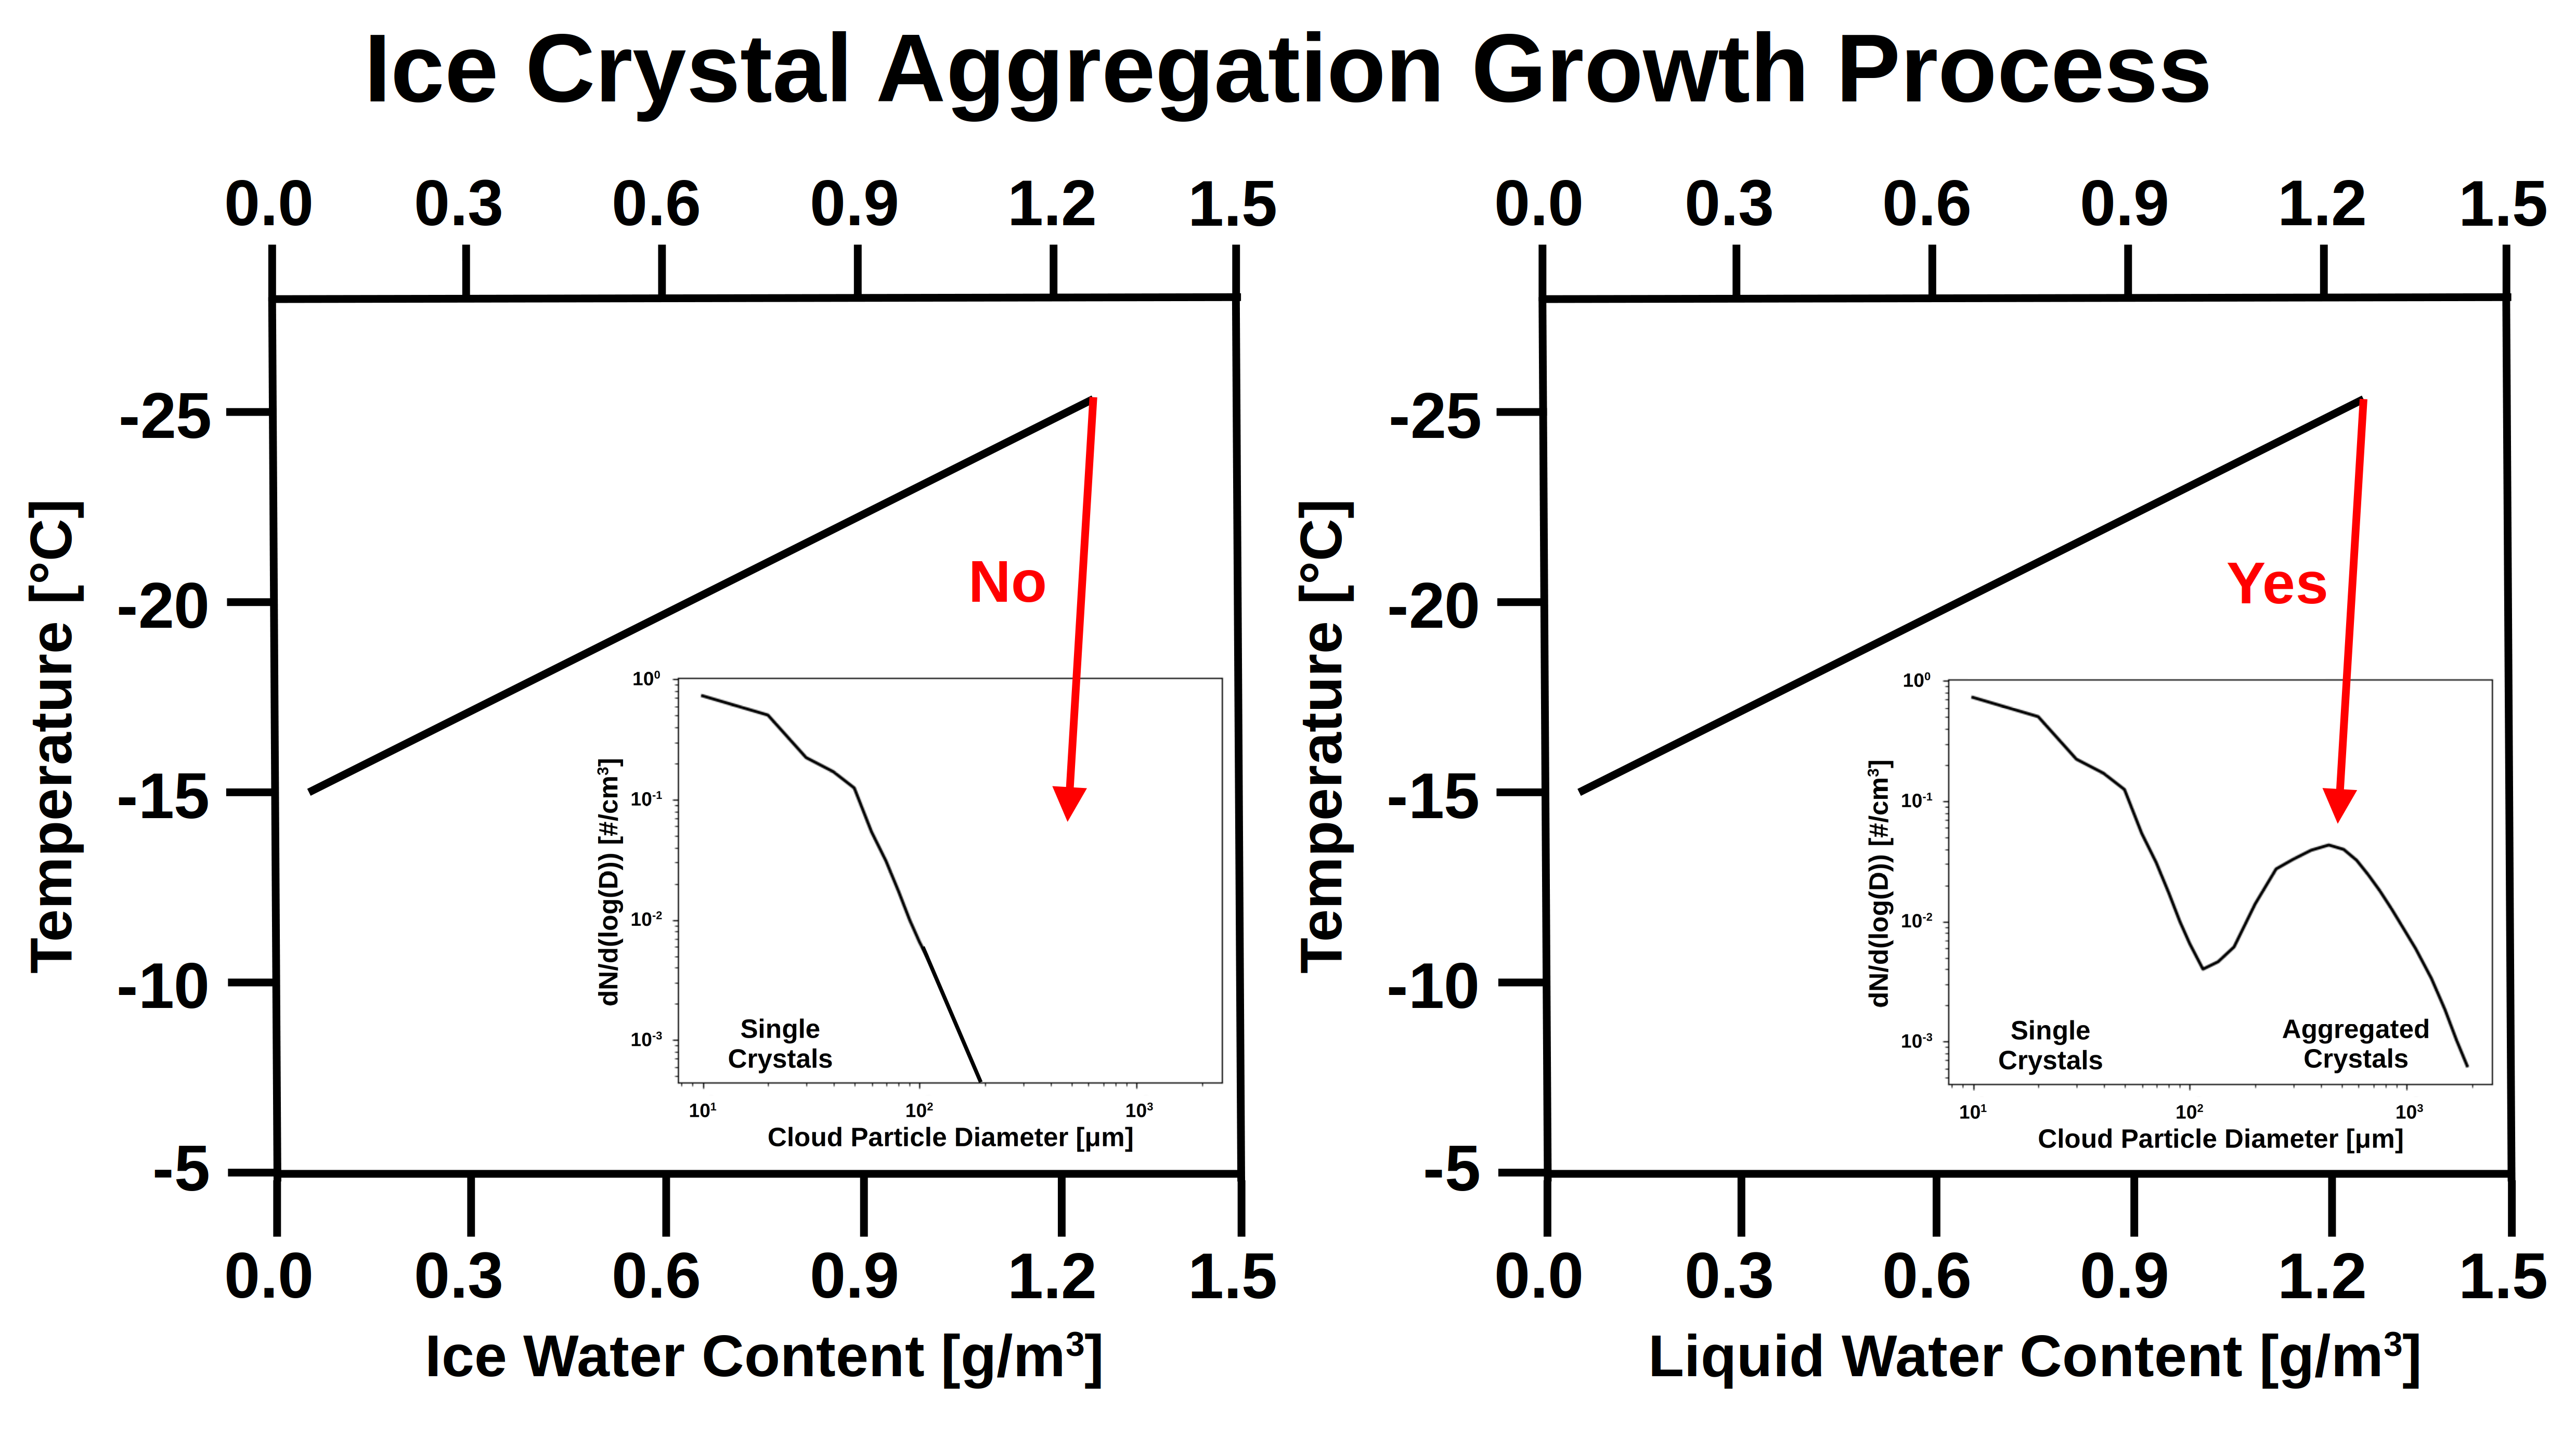 Ice Crystal Aggregation Growth Process
0.0 0.3 0.6 0.9 1.2 1.5
-25
-20
-15
-10
-5
Temperature [°C]
No
10⁰
10⁻¹
10⁻²
10⁻³
dN/d(log(D)) [#/cm³]
Single
Crystals
10¹ 10² 10³
Cloud Particle Diameter [μm]
0.0 0.3 0.6 0.9 1.2 1.5
Ice Water Content [g/m³]
0.0 0.3 0.6 0.9 1.2 1.5
-25
-20
-15
-10
-5
Temperature [°C]
Yes
10⁰
10⁻¹
10⁻²
10⁻³
dN/d(log(D)) [#/cm³]
Single
Crystals
Aggregated
Crystals
10¹ 10² 10³
Cloud Particle Diameter [μm]
0.0 0.3 0.6 0.9 1.2 1.5
Liquid Water Content [g/m³]